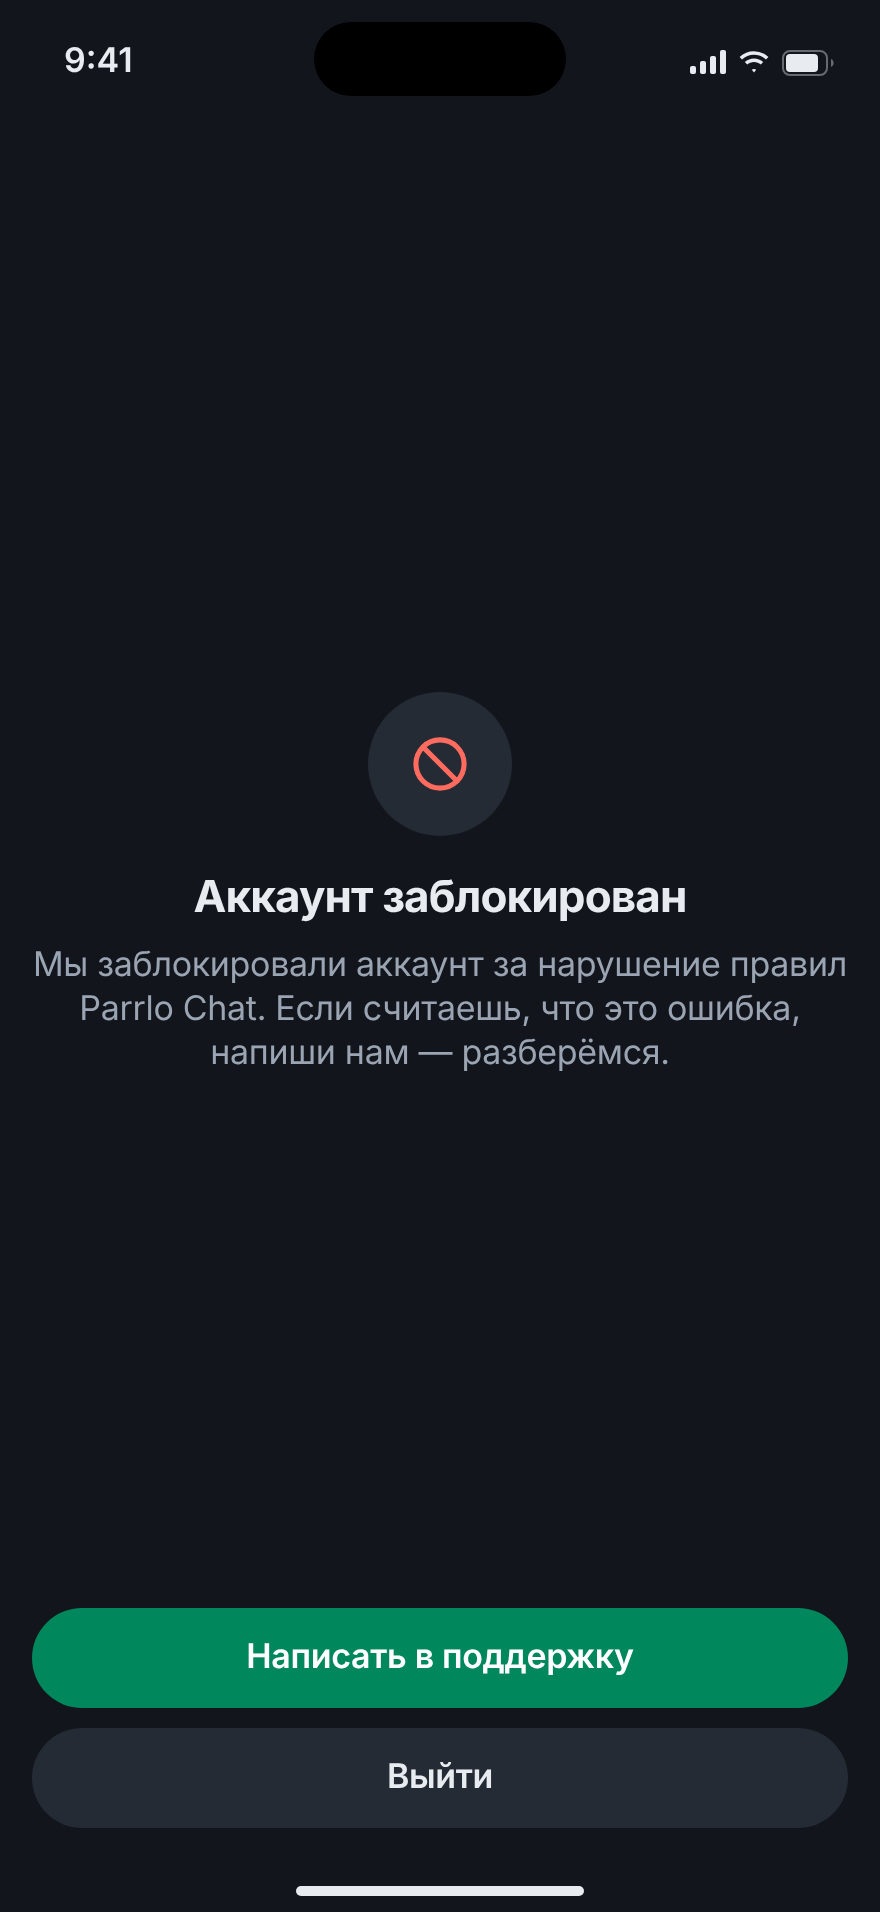 9:41
Аккаунт заблокирован
Мы заблокировали аккаунт за нарушение правил
Parrlo Chat. Если считаешь, что это ошибка,
напиши нам — разберёмся.
Написать в поддержку
Выйти